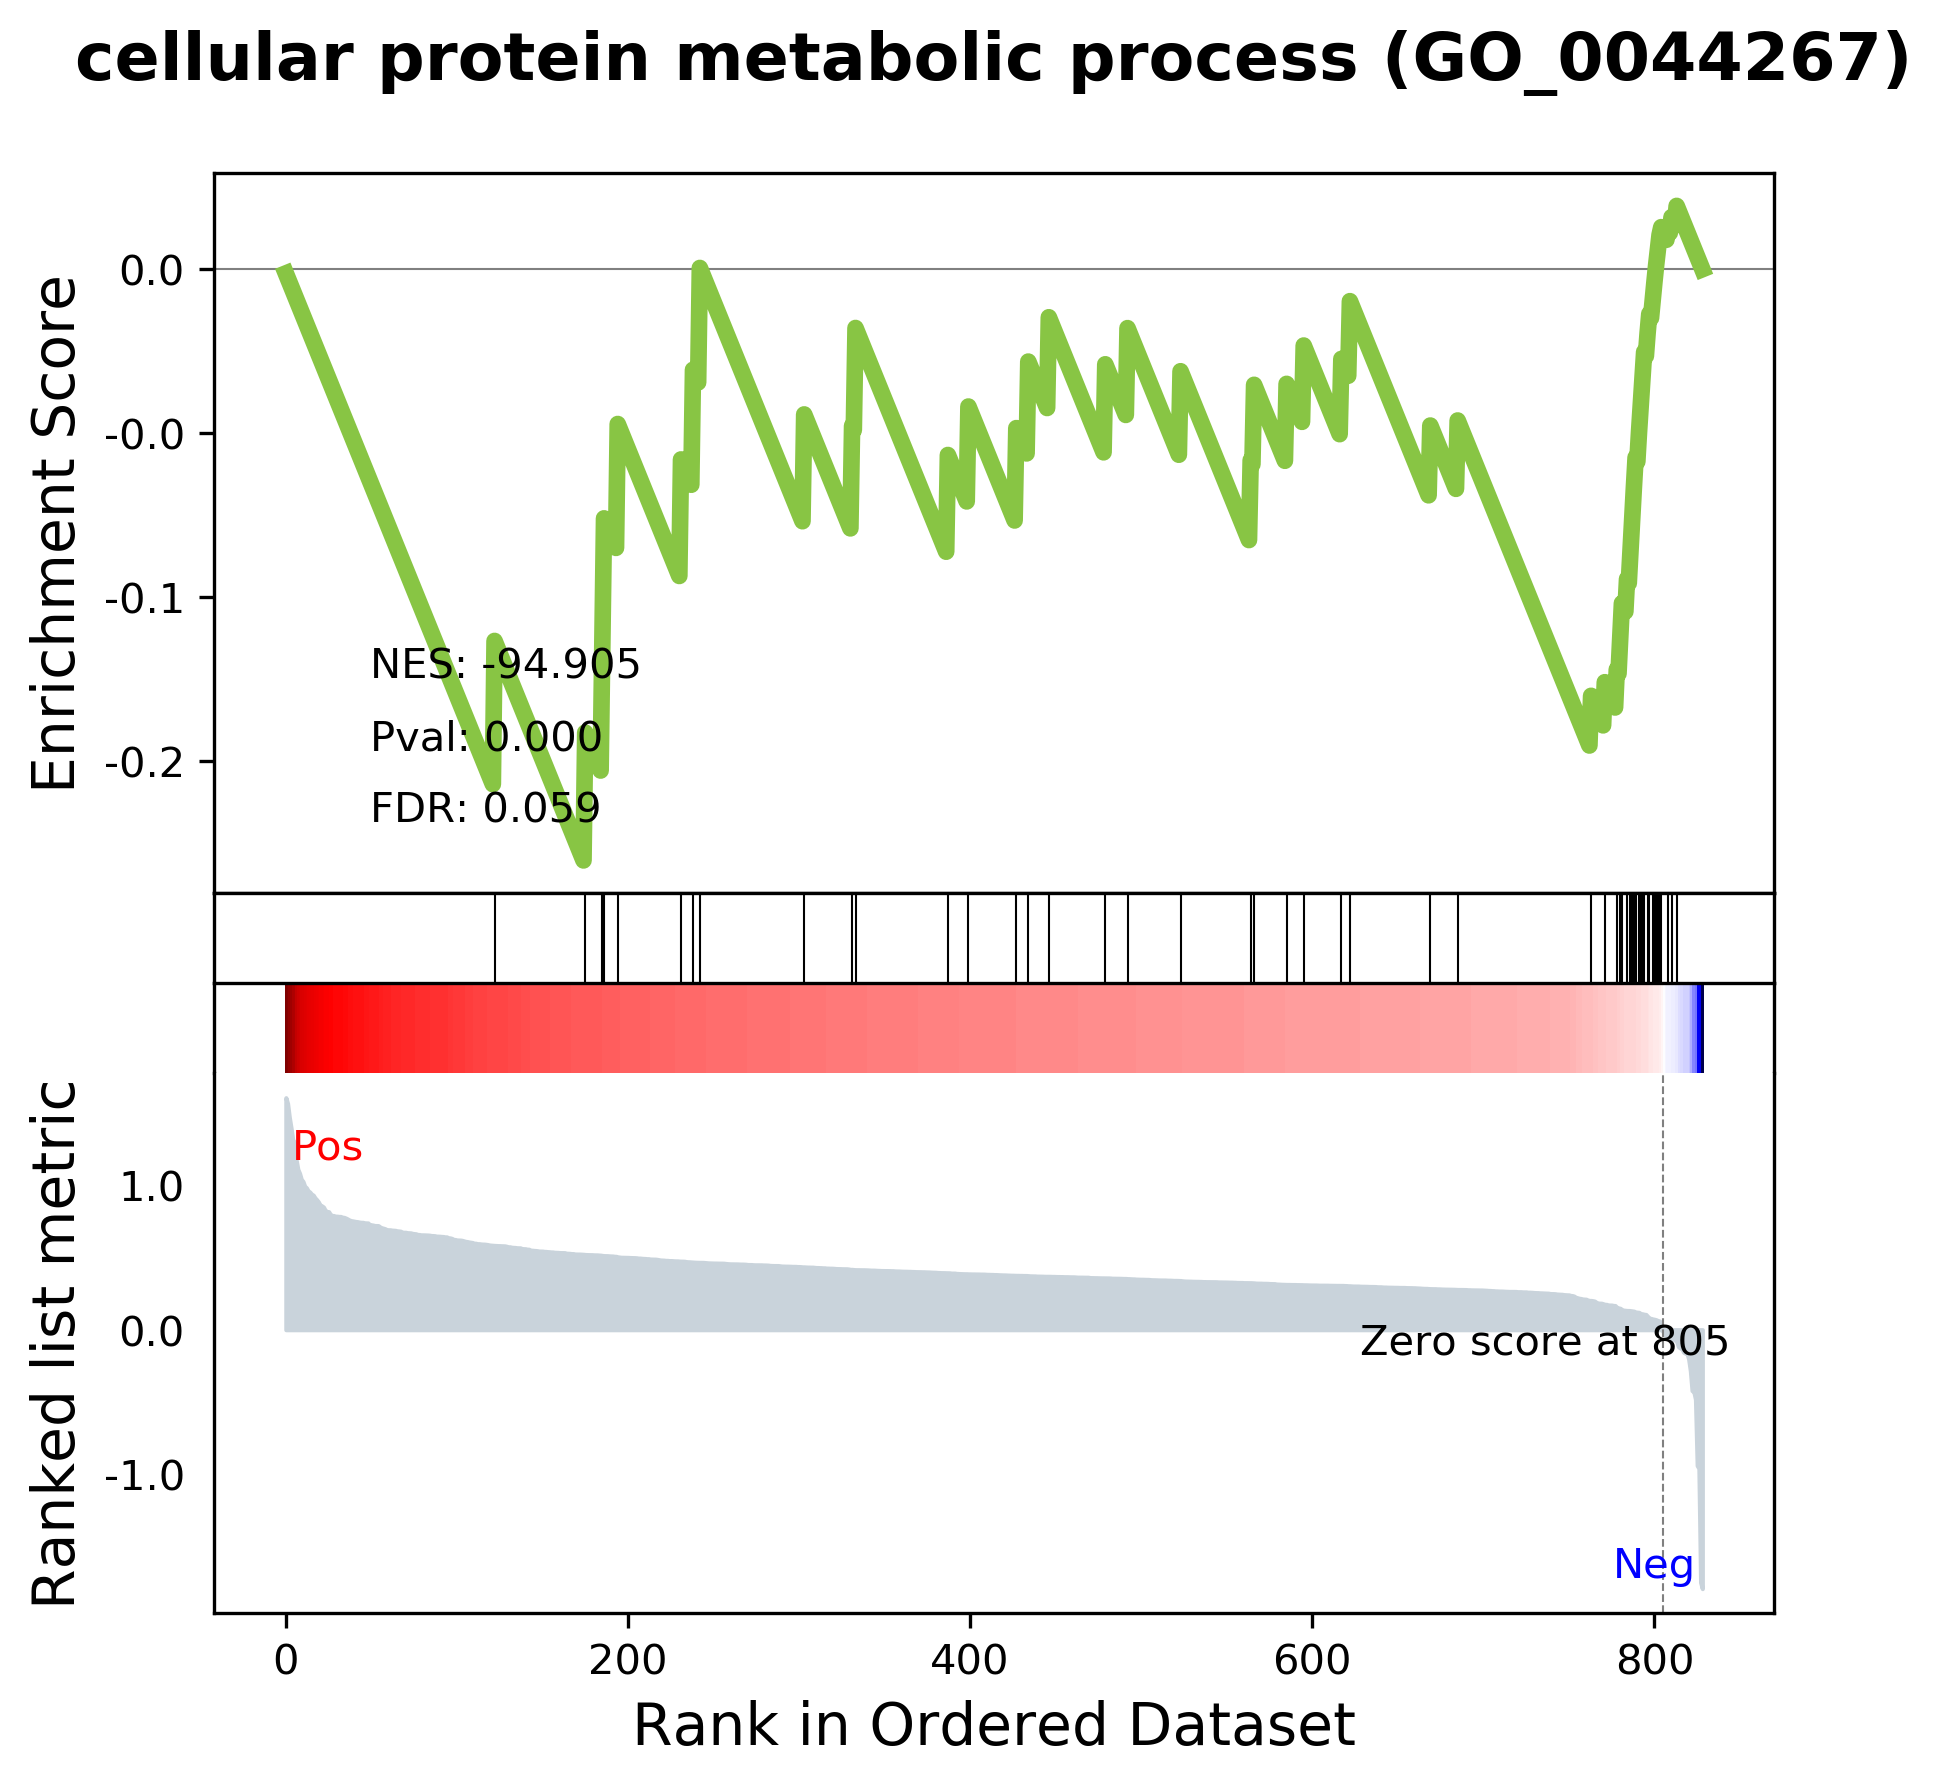 cellular protein metabolic process (GO_0044267)
Enrichment Score
0.0
-0.0
-0.1
-0.2
NES: -94.905
Pval: 0.000
FDR: 0.059
Ranked list metric
Pos
1.0
0.0
-1.0
Zero score at 805
Neg
0 200 400 600 800
Rank in Ordered Dataset